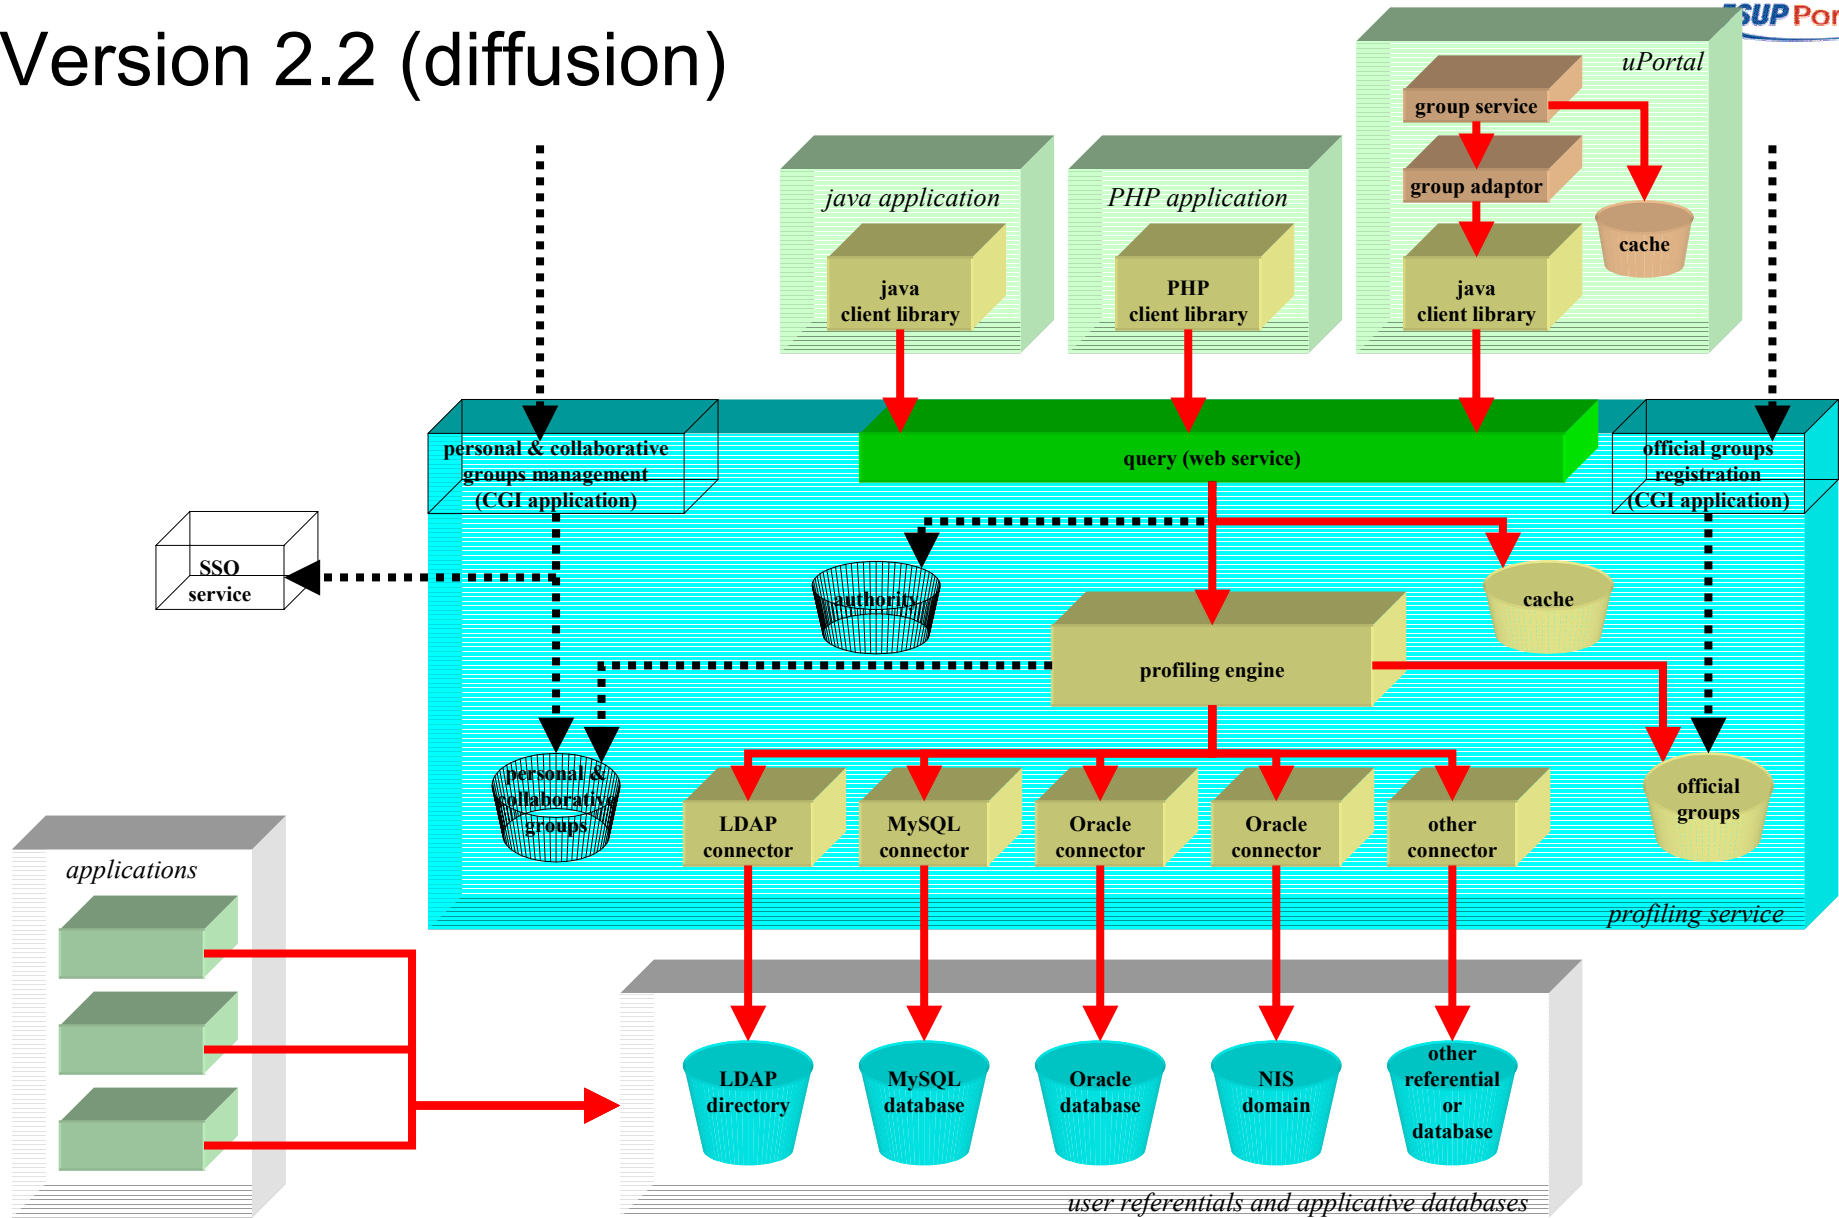 Version 2.2 (diffusion)
ESUP Por
uPortal
group service
group adaptor
cache
java
client library
java application
java
client library
PHP application
PHP
client library
personal & collaborative
groups management
(CGI application)
query (web service)
official groups
registration
(CGI application)
SSO
service
authority
cache
profiling engine
personal &
collaborative
groups
LDAP
connector
MySQL
connector
Oracle
connector
Oracle
connector
other
connector
official
groups
profiling service
applications
LDAP
directory
MySQL
database
Oracle
database
NIS
domain
other
referential
or
database
user referentials and applicative databases